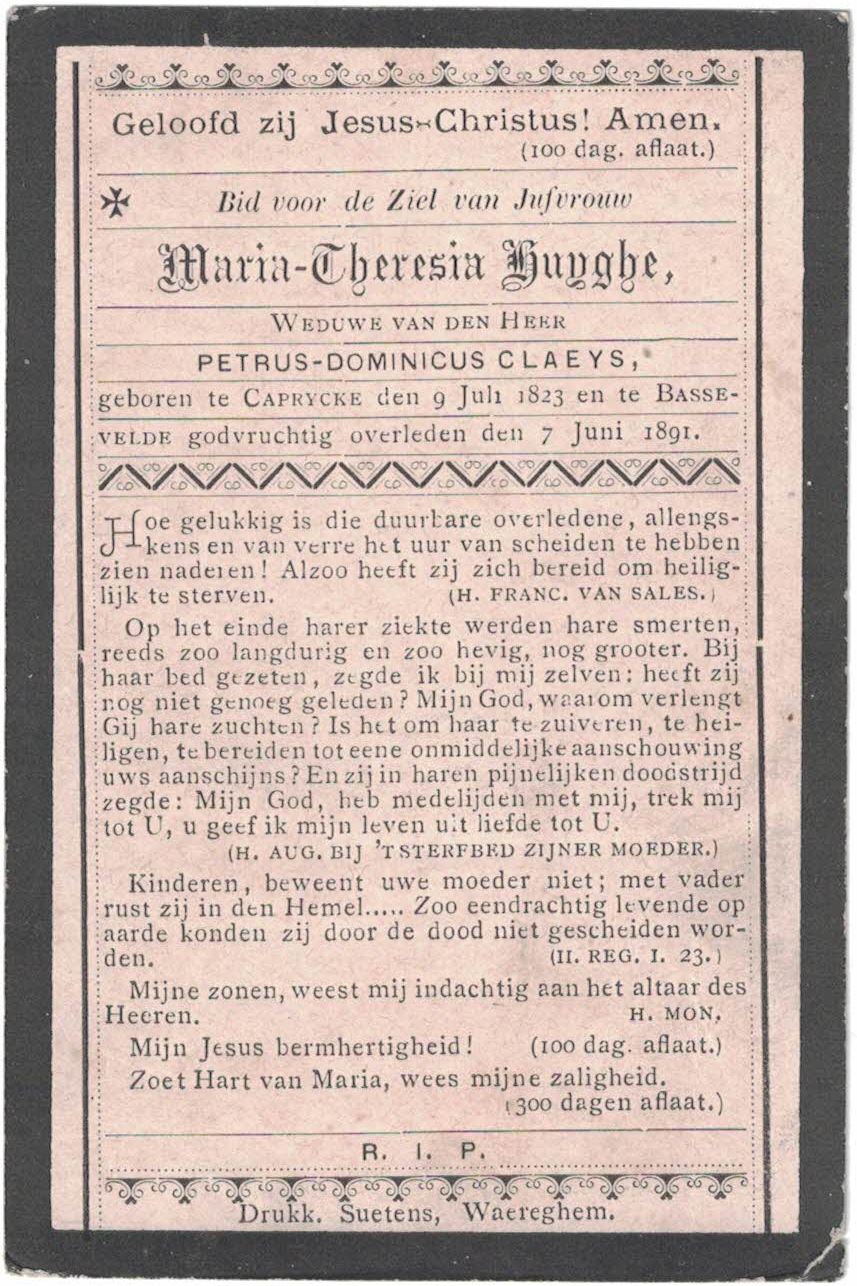 Geloofd zij Jesus-Christus! Amen.
(100 dag. aflaat.)
Bid voor de Ziel van Jufvrouw
Maria-Theresia Huyghe,
WEDUWE VAN DEN HEER
PETRUS-DOMINICUS CLAEYS,
geboren te CAPRYCKE den 9 Juli 1823 en te BASSE-
VELDE godvruchtig overleden den 7 Juni 1891.
Hoe gelukkig is die duurbare overledene, allengs-
kens en van verre het uur van scheiden te hebben
zien naderen! Alzoo heeft zij zich bereid om heilig-
lijk te sterven. (H. FRANC. VAN SALES.)
Op het einde harer ziekte werden hare smerten,
reeds zoo langdurig en zoo hevig, nog grooter. Bij
haar bed gezeten, zegde ik bij mij zelven: heeft zij
nog niet genoeg geleden? Mijn God, waarom verlengt
Gij hare zuchten? Is het om haar te zuiveren, te hei-
ligen, te bereiden tot eene onmiddelijke aanschouwing
uws aanschijns? En zij in haren pijnelijken doodstrijd
zegde: Mijn God, heb medelijden met mij, trek mij
tot U, u geef ik mijn leven uit liefde tot U.
(H. AUG. BIJ 'T STERFBED ZIJNER MOEDER.)
Kinderen, beweent uwe moeder niet; met vader
rust zij in den Hemel..... Zoo eendrachtig levende op
aarde konden zij door de dood niet gescheiden wor-
den. (II. REG. I. 23.)
Mijne zonen, weest mij indachtig aan het altaar des
Heeren. H. MON.
Mijn Jesus bermhertigheid! (100 dag. aflaat.)
Zoet Hart van Maria, wees mijne zaligheid.
(300 dagen aflaat.)
R. I. P.
Drukk. Suetens, Waereghem.